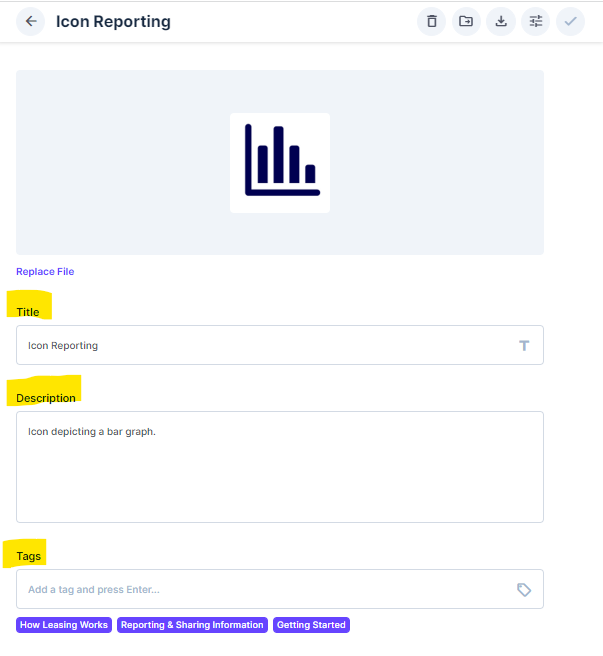 Icon Reporting
Replace File
Title
Icon Reporting
Description
Icon depicting a bar graph.
Tags
Add a tag and press Enter...
How Leasing Works Reporting & Sharing Information Getting Started